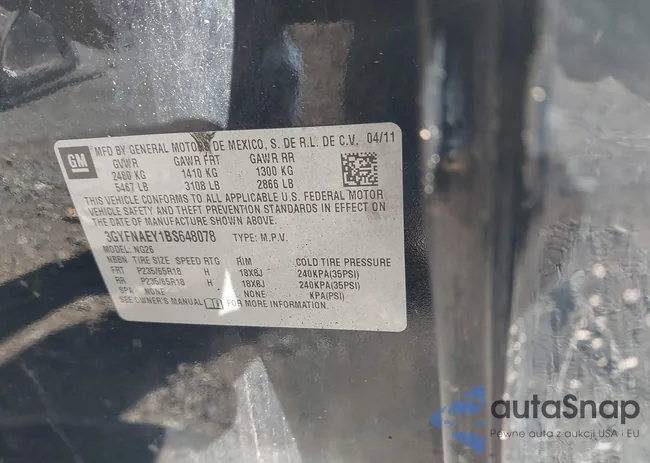 GM
MFD BY GENERAL MOTORS DE MEXICO, S. DE R.L. DE C.V. 04/11
GVWR GAWR FRT GAWR RR
2480 KG 1410 KG 1300 KG
5467 LB 3108 LB 2866 LB
THIS VEHICLE CONFORMS TO ALL APPLICABLE U.S. FEDERAL MOTOR
VEHICLE SAFETY AND THEFT PREVENTION STANDARDS IN EFFECT
ON THE DATE OF MANUFACTURE SHOWN ABOVE.
3GYFNAEY1BS648078 TYPE: M.P.V.
MODEL: NG26
NBBN TIRE SIZE SPEED RTG RIM COLD TIRE PRESSURE
FRT P235/65R18 H 18X8J 240KPA(35PSI)
RR P235/65R18 H 18X8J 240KPA(35PSI)
SPA NONE NONE KPA(PSI)
SEE OWNER'S MANUAL FOR MORE INFORMATION.
autoSnap
Pewne auta z aukcji USA i EU